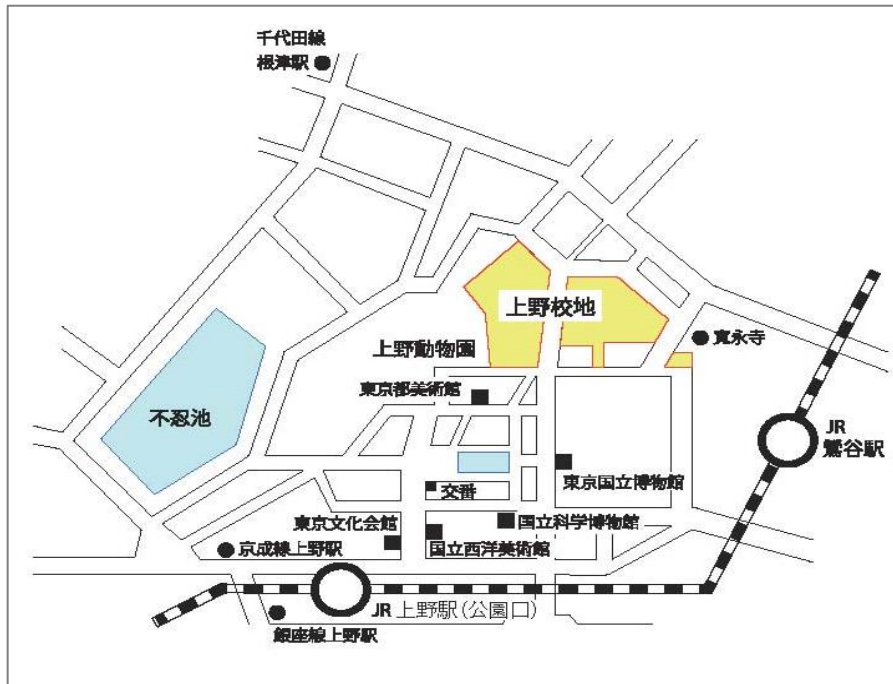 千代田線
根津駅
上野校地
寛永寺
上野動物園
東京都美術館
不忍池
JR
鶯谷駅
東京国立博物館
交番
国立科学博物館
東京文化会館
国立西洋美術館
京成線上野駅
JR 上野駅(公園口)
銀座線上野駅